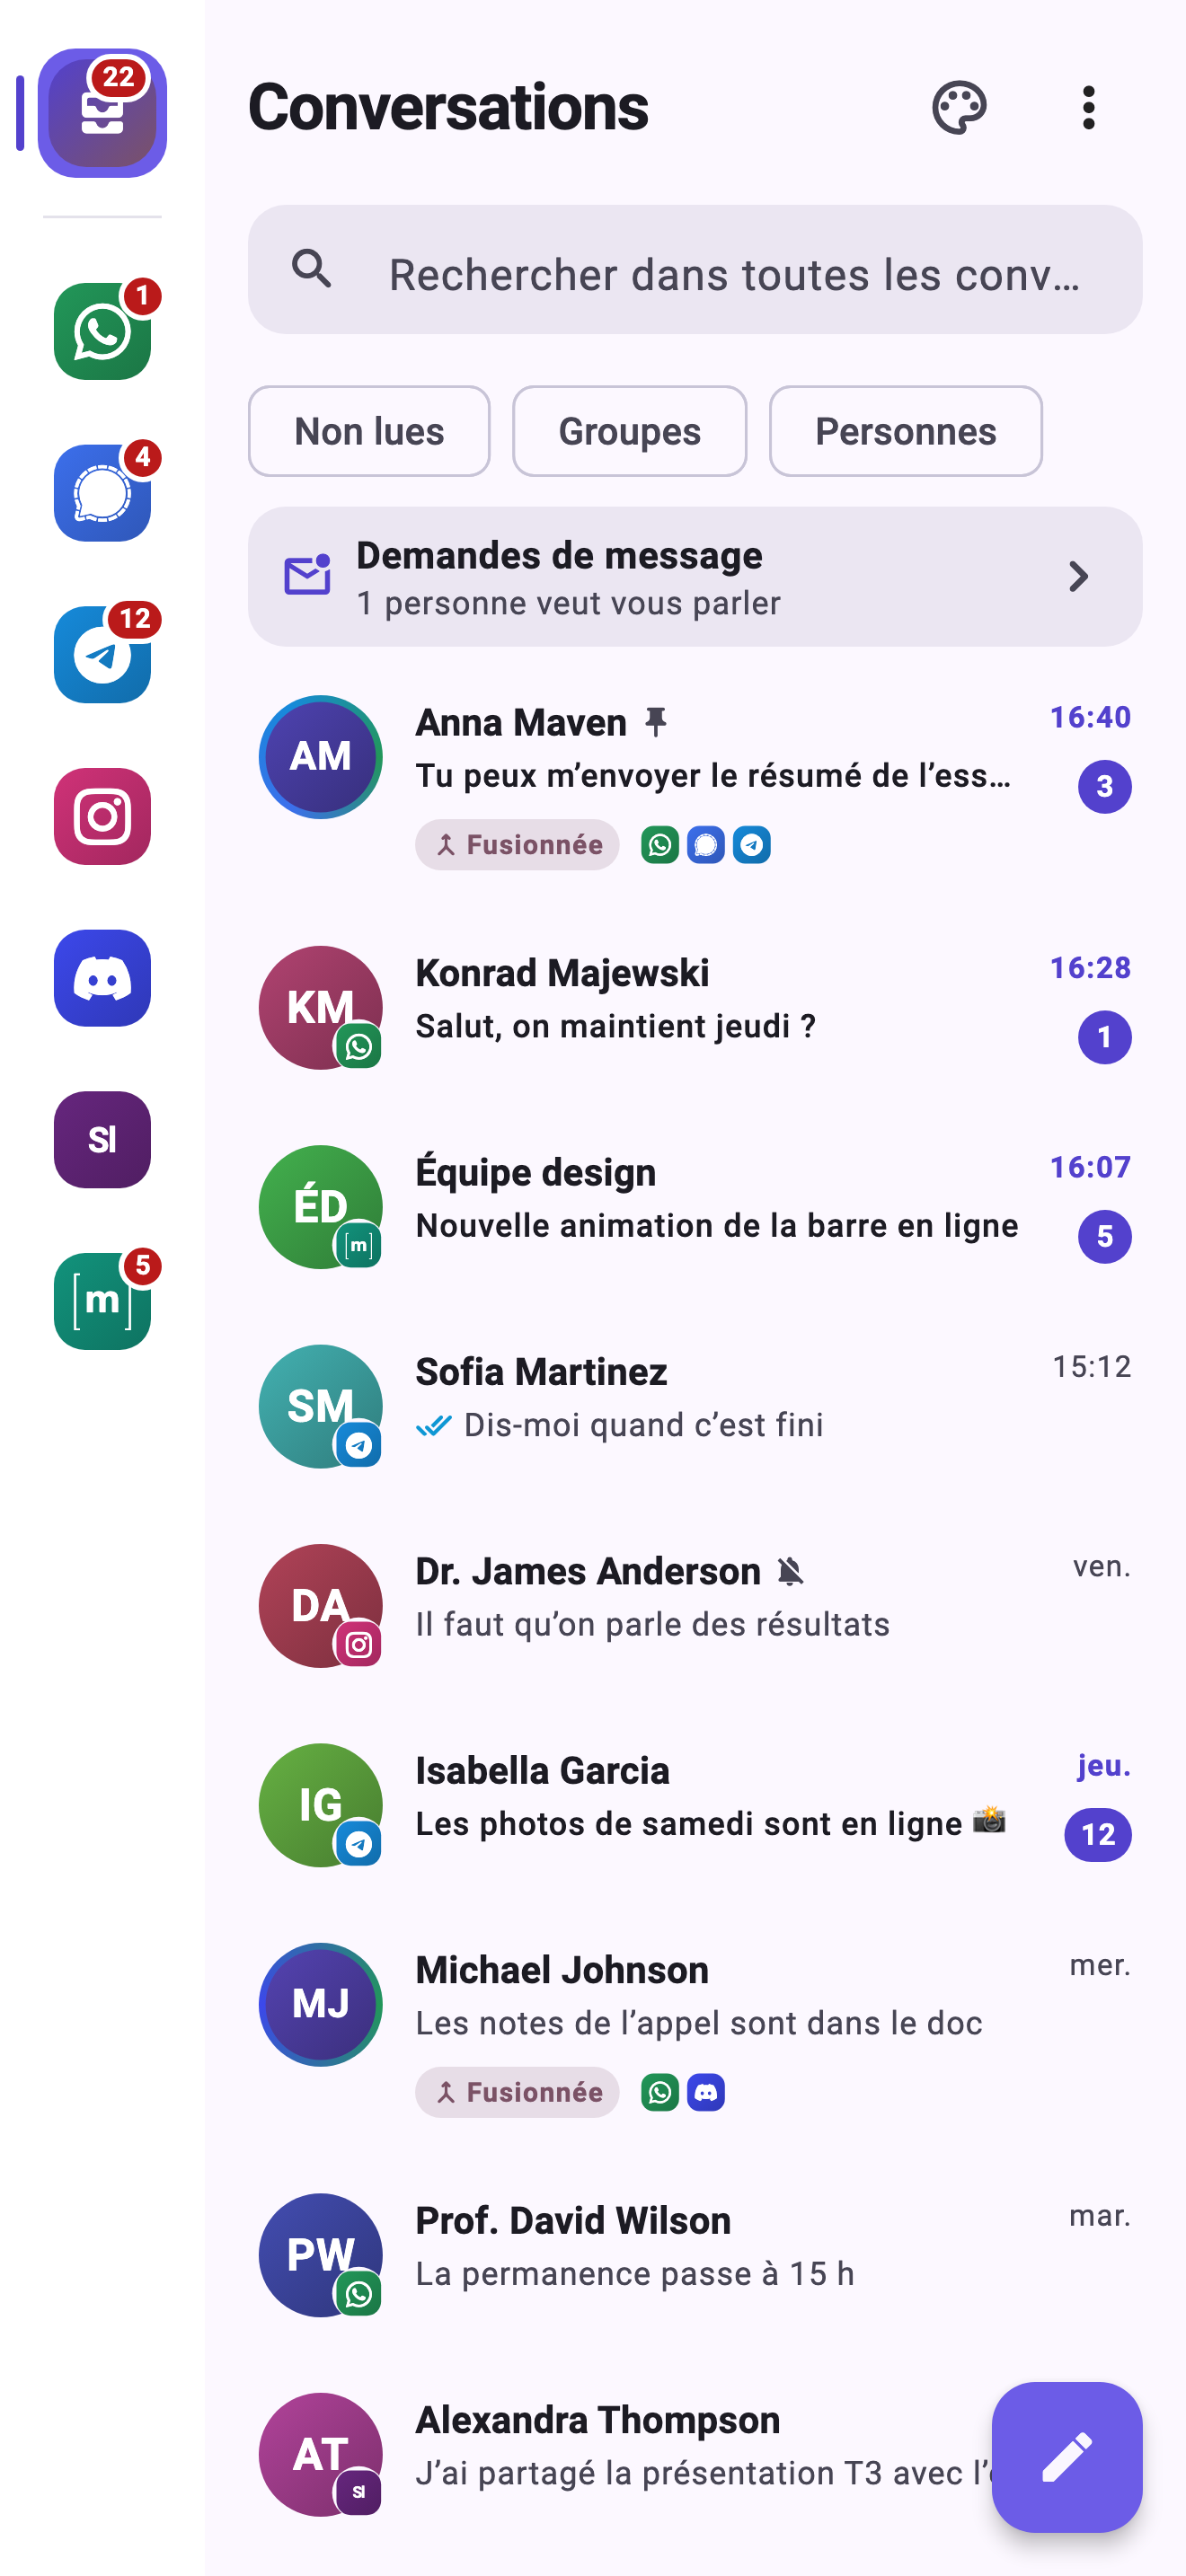 22
Conversations
Rechercher dans toutes les conv…
Non lues
Groupes
Personnes
Demandes de message
1 personne veut vous parler
1
4
12
Sl
[m]
5
AM
Anna Maven
16:40
Tu peux m’envoyer le résumé de l’ess…
3
Fusionnée
KM
Konrad Majewski
16:28
Salut, on maintient jeudi ?
1
ÉD
[m]
Équipe design
16:07
Nouvelle animation de la barre en ligne
5
SM
Sofia Martinez
15:12
Dis-moi quand c’est fini
DA
Dr. James Anderson
ven.
Il faut qu’on parle des résultats
IG
Isabella Garcia
jeu.
Les photos de samedi sont en ligne 📸
12
MJ
Michael Johnson
mer.
Les notes de l’appel sont dans le doc
Fusionnée
PW
Prof. David Wilson
mar.
La permanence passe à 15 h
AT
Sl
Alexandra Thompson
J’ai partagé la présentation T3 avec l’